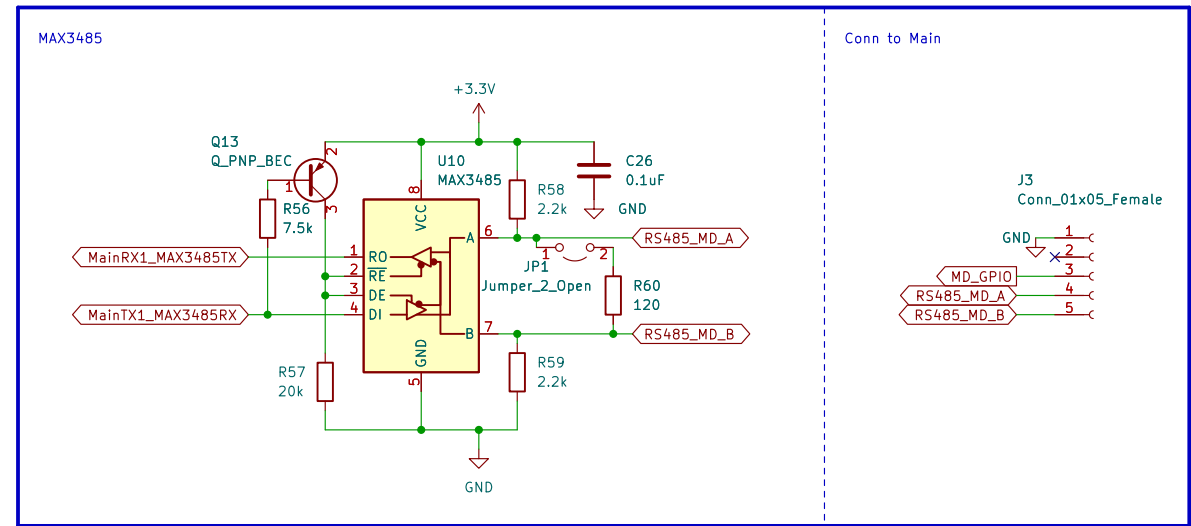 MAX3485
Conn to Main
+3.3V
Q13
Q_PNP_BEC
2
1
3
U10
MAX3485
C26
0.1uF
GND
R58
2.2k
R56
7.5k
8
VCC
A
6
RS485_MD_A
MainRX1_MAX3485TX
1
RO
2
RE
3
DE
MainTX1_MAX3485RX
4
DI
1
2
JP1
Jumper_2_Open
R60
120
B
7
RS485_MD_B
GND
5
R59
2.2k
R57
20k
GND
J3
Conn_01x05_Female
GND
1
2
MD_GPIO
3
RS485_MD_A
4
RS485_MD_B
5